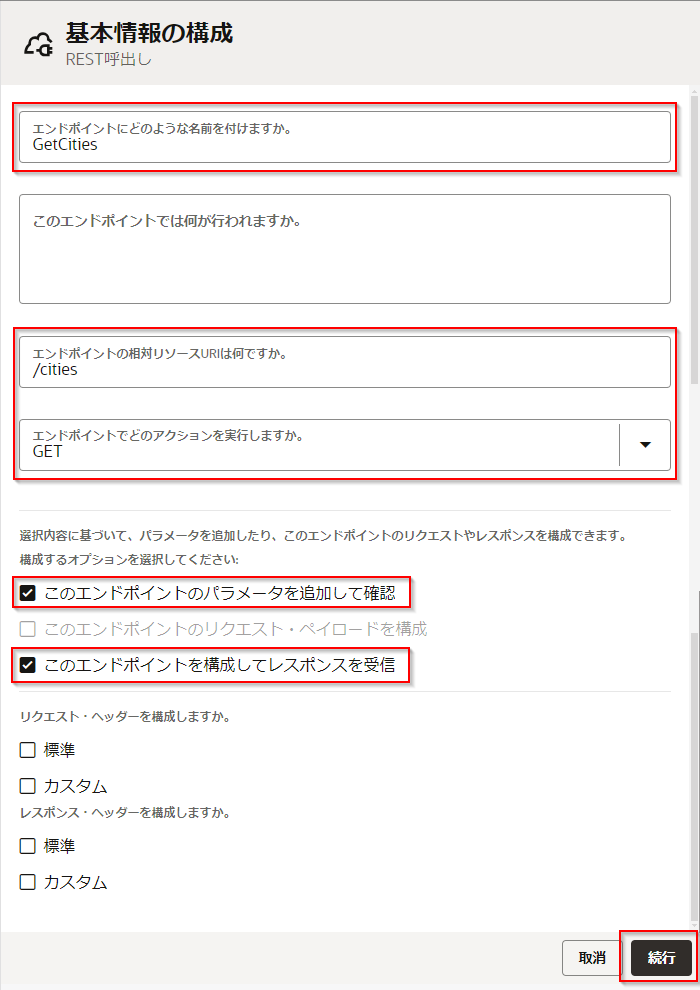 基本情報の構成
REST呼出し
エンドポイントにどのような名前を付けますか。
GetCities
このエンドポイントでは何が行われますか。
エンドポイントの相対リソースURIは何ですか。
/cities
エンドポイントでどのアクションを実行しますか。
GET
選択内容に基づいて、パラメータを追加したり、このエンドポイントのリクエストやレスポンスを構成できます。
構成するオプションを選択してください:
このエンドポイントのパラメータを追加して確認
このエンドポイントのリクエスト・ペイロードを構成
このエンドポイントを構成してレスポンスを受信
リクエスト・ヘッダーを構成しますか。
標準
カスタム
レスポンス・ヘッダーを構成しますか。
標準
カスタム
取消
続行